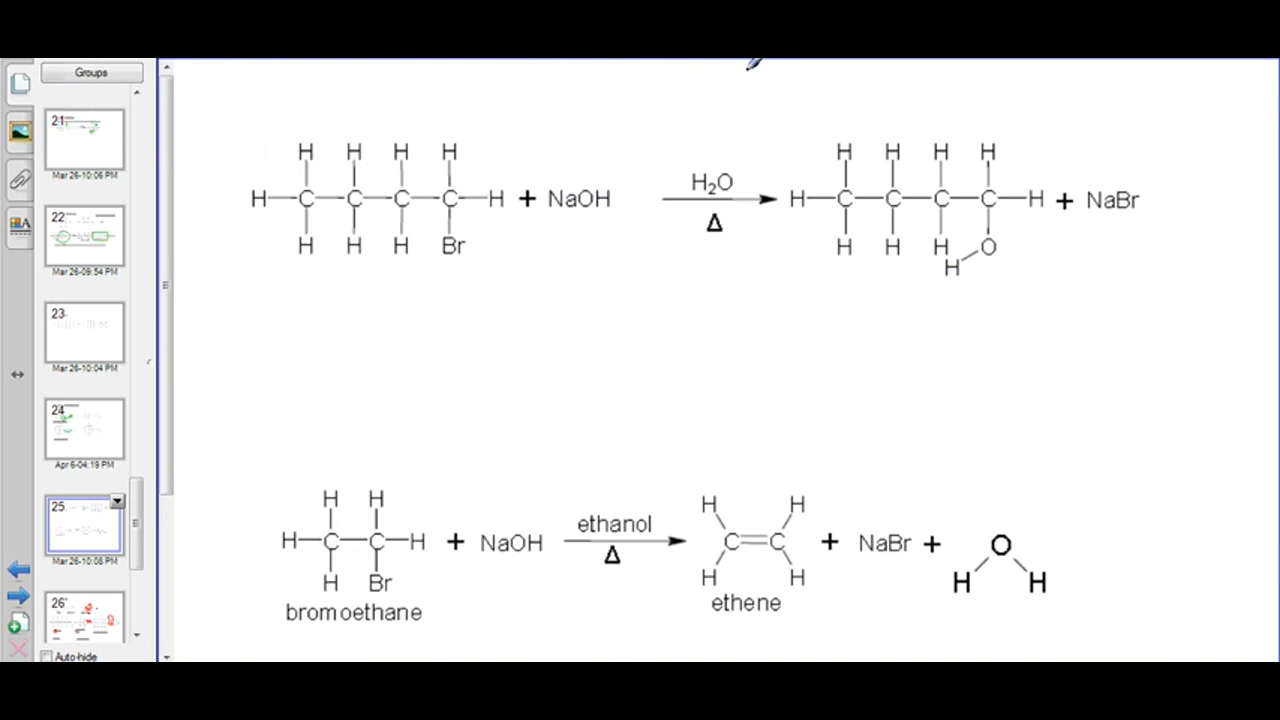 Groups
21
Mar 26-10:06 PM
22
Mar 26-09:54 PM
23
Mar 26-10:04 PM
24
Apr 6-04:19 PM
25
Mar 26-10:08 PM
26
Auto-hide
H H H H
H—C—C—C—C—H + NaOH H₂O Δ H—C—C—C—C—H + NaBr
H H H Br
H H H H
H H H O
H
H H
H—C—C—H + NaOH ethanol Δ C=C + NaBr + O
H Br
H H
H H
H H
bromoethane
ethene